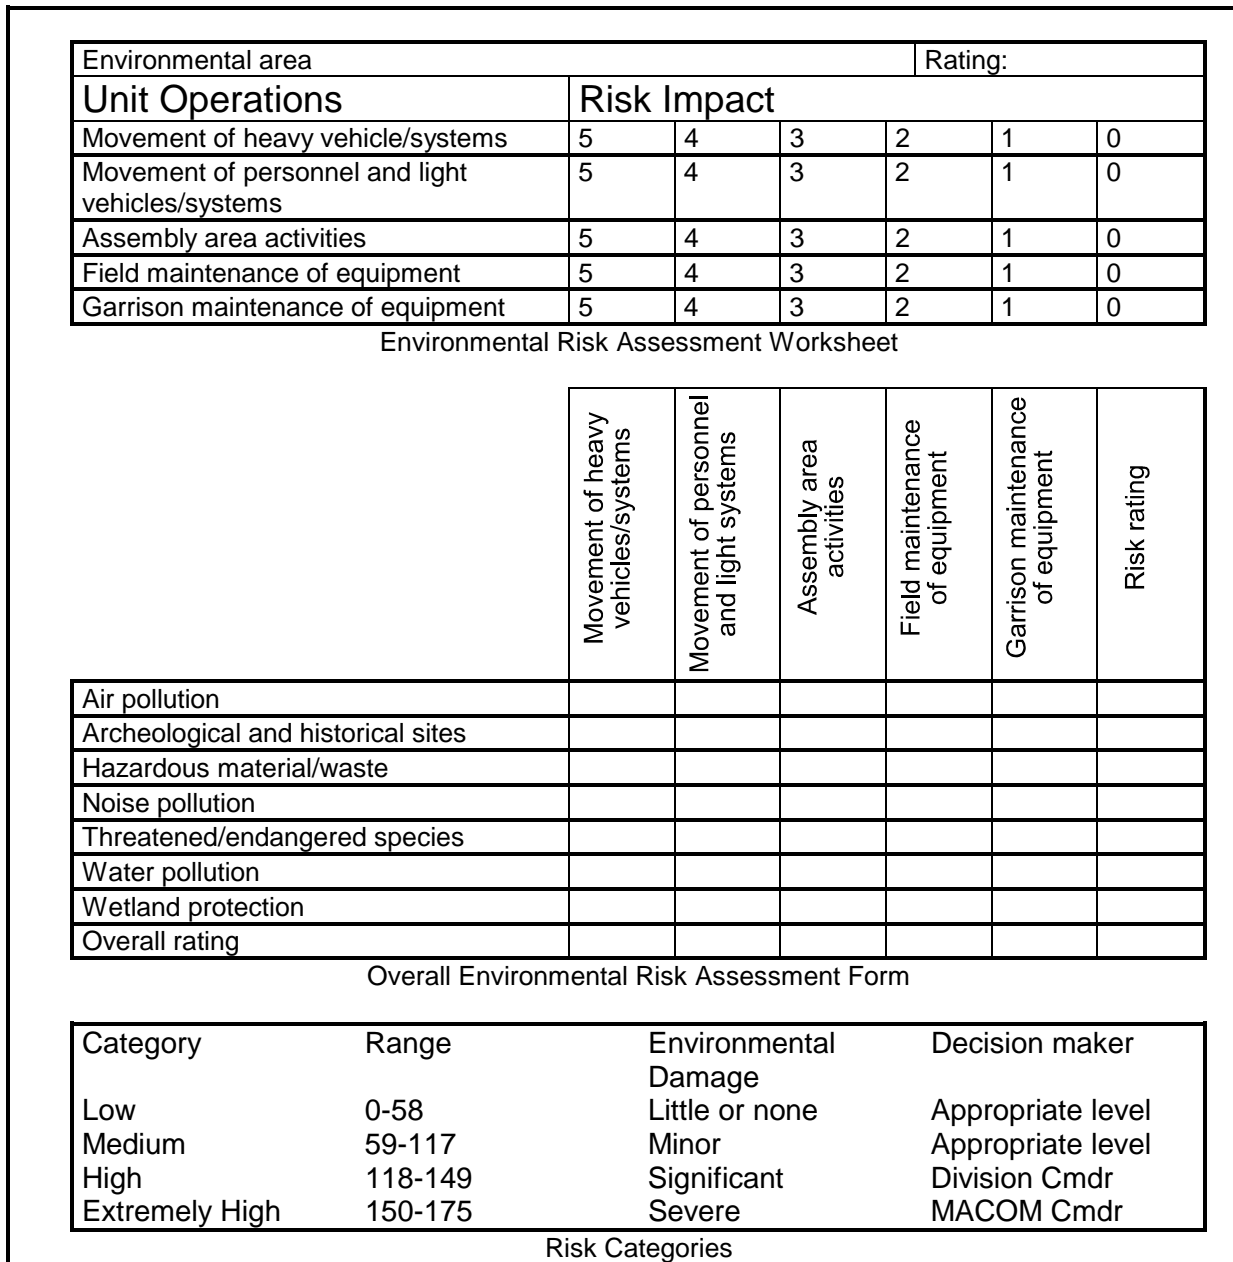 Environmental area Rating:
Unit Operations Risk Impact
Movement of heavy vehicle/systems 5 4 3 2 1 0
Movement of personnel and light 5 4 3 2 1 0
vehicles/systems
Assembly area activities 5 4 3 2 1 0
Field maintenance of equipment 5 4 3 2 1 0
Garrison maintenance of equipment 5 4 3 2 1 0
Environmental Risk Assessment Worksheet
Movement of heavy
vehicles/systems
Movement of personnel
and light systems
Assembly area
activities
Field maintenance
of equipment
Garrison maintenance
of equipment
Risk rating
Air pollution
Archeological and historical sites
Hazardous material/waste
Noise pollution
Threatened/endangered species
Water pollution
Wetland protection
Overall rating
Overall Environmental Risk Assessment Form
Category Range Environmental Decision maker
Damage
Low 0-58 Little or none Appropriate level
Medium 59-117 Minor Appropriate level
High 118-149 Significant Division Cmdr
Extremely High 150-175 Severe MACOM Cmdr
Risk Categories